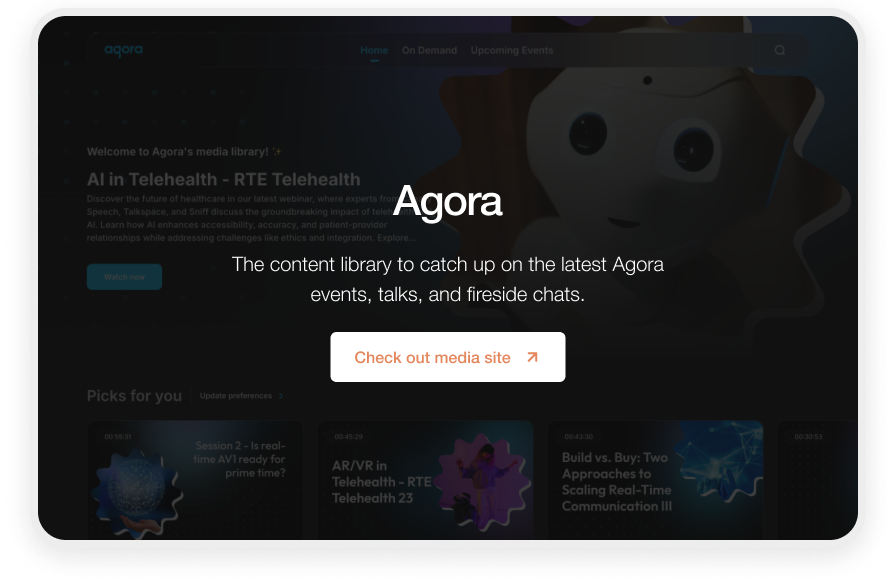 agora
Home On Demand Upcoming Events
Welcome to Agora's media library! ✨
AI in Telehealth - RTE Telehealth
Discover the future of healthcare in our latest webinar, where experts from
Speech, Talkspace, and Sniff discuss the groundbreaking impact of
AI. Learn how AI enhances accessibility, accuracy, and patient-provider
relationships while addressing challenges like ethics and integration. Explore...
Watch now
Agora
The content library to catch up on the latest Agora
events, talks, and fireside chats.
Check out media site
Picks for you Update preferences
00:55:31
Session 2 - Is real-
time AV1 ready for
prime time?
00:45:29
AR/VR in
Telehealth - RTE
Telehealth 23
00:43:30
Build vs. Buy: Two
Approaches to
Scaling Real-Time
Communication III
00:30:53